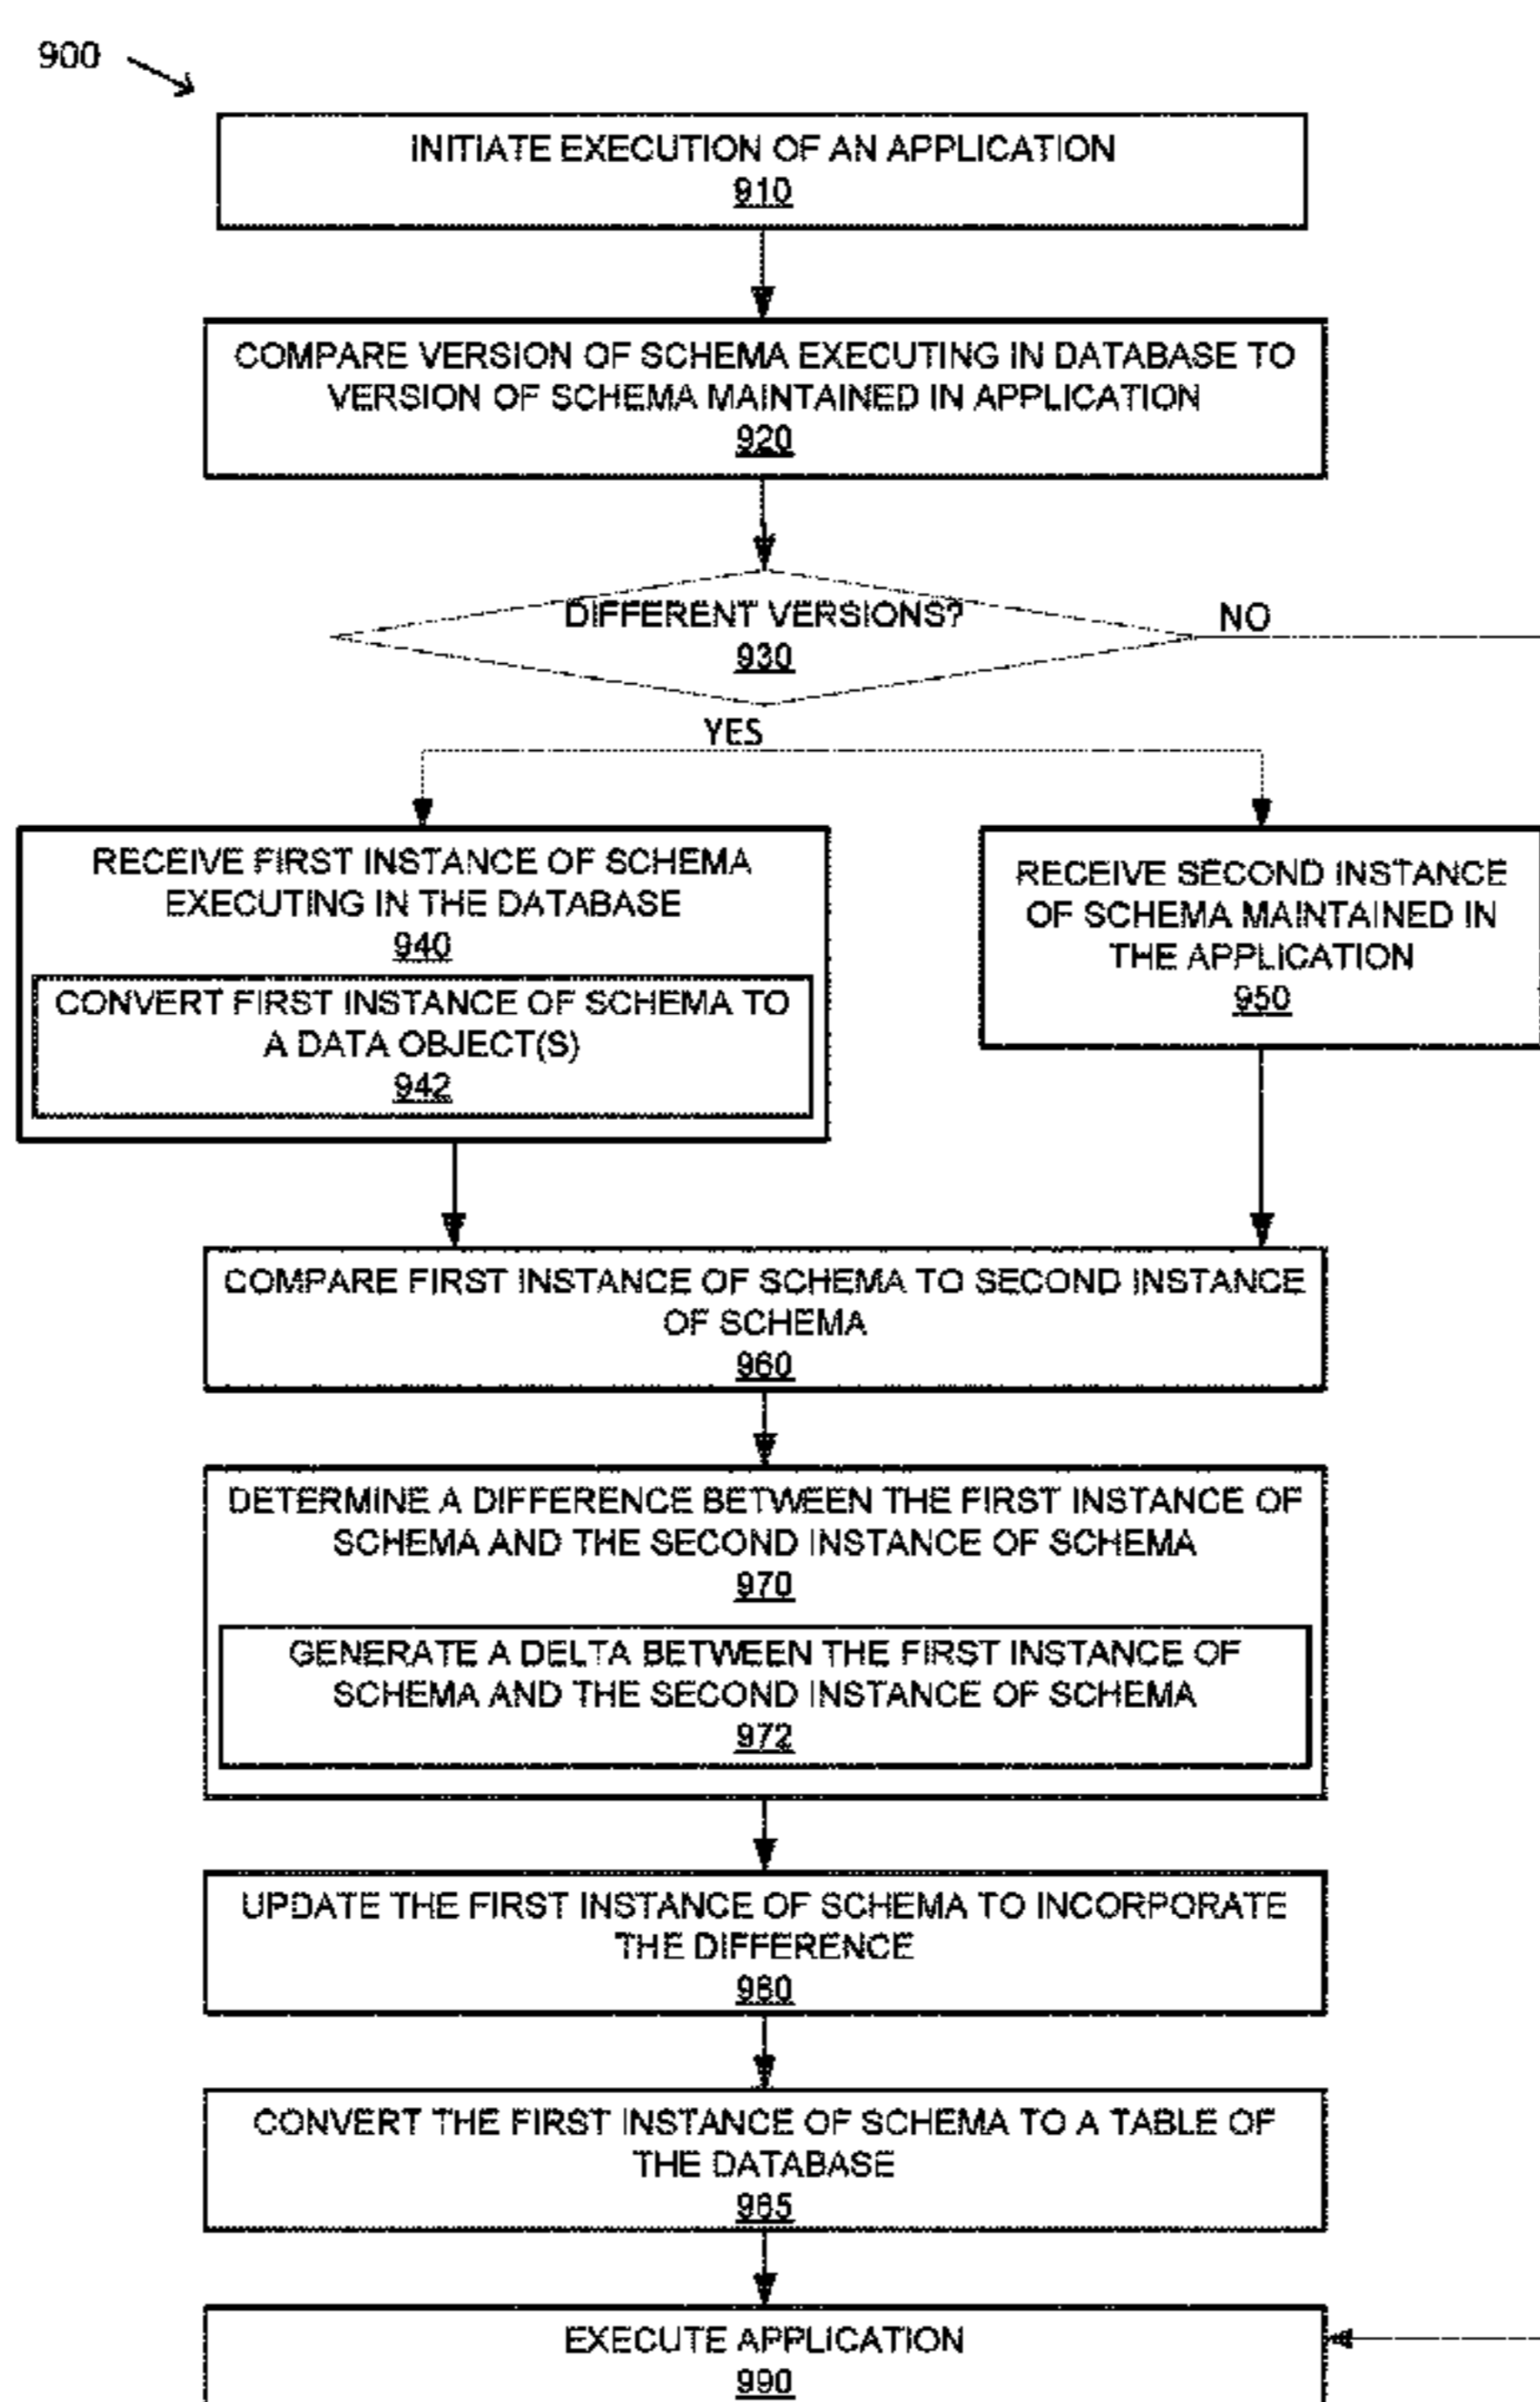 900
INITIATE EXECUTION OF AN APPLICATION
910
COMPARE VERSION OF SCHEMA EXECUTING IN DATABASE TO
VERSION OF SCHEMA MAINTAINED IN APPLICATION
920
DIFFERENT VERSIONS?
930
NO
YES
RECEIVE FIRST INSTANCE OF SCHEMA
EXECUTING IN THE DATABASE
940
CONVERT FIRST INSTANCE OF SCHEMA TO
A DATA OBJECT(S)
942
RECEIVE SECOND INSTANCE
OF SCHEMA MAINTAINED IN
THE APPLICATION
950
COMPARE FIRST INSTANCE OF SCHEMA TO SECOND INSTANCE
OF SCHEMA
960
DETERMINE A DIFFERENCE BETWEEN THE FIRST INSTANCE OF
SCHEMA AND THE SECOND INSTANCE OF SCHEMA
970
GENERATE A DELTA BETWEEN THE FIRST INSTANCE OF
SCHEMA AND THE SECOND INSTANCE OF SCHEMA
972
UPDATE THE FIRST INSTANCE OF SCHEMA TO INCORPORATE
THE DIFFERENCE
980
CONVERT THE FIRST INSTANCE OF SCHEMA TO A TABLE OF
THE DATABASE
985
EXECUTE APPLICATION
990